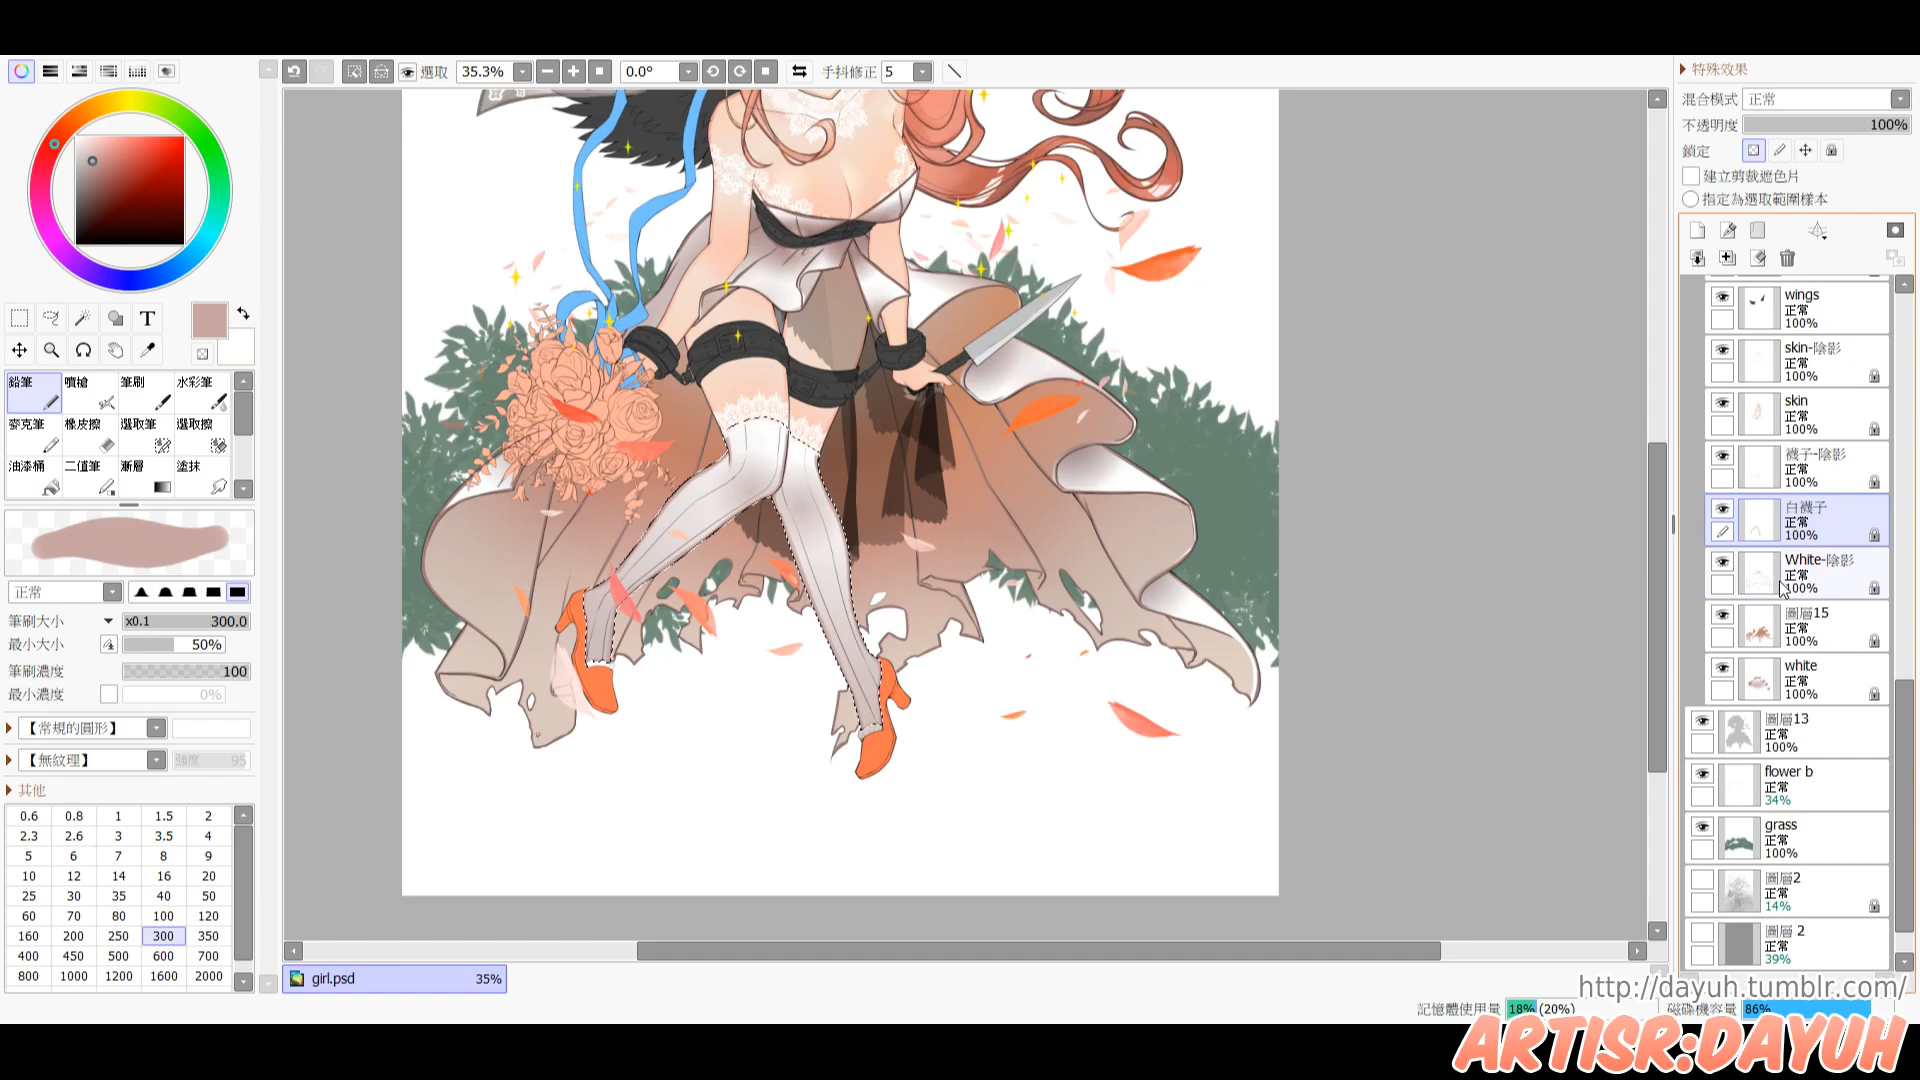 選取
35.3%
0.0°
手抖修正
5
特殊效果
混合模式
正常
不透明度
100%
鎖定
建立剪裁遮色片
指定為選取範圍樣本
T
鉛筆
噴槍
筆刷
水彩筆
麥克筆
橡皮擦
選取筆
選取擦
油漆桶
二值筆
漸層
塗抹
正常
筆刷大小
x0.1
300.0
最小大小
50%
筆刷濃度
100
最小濃度
0%
【常規的圓形】
【無紋理】
強度
95
其他
0.6 0.8 1 1.5 2
2.3 2.6 3 3.5 4
5 6 7 8 9
10 12 14 16 20
25 30 35 40 50
60 70 80 100 120
160 200 250 300 350
400 450 500 600 700
800 1000 1200 1600 2000
wings
正常
100%
skin-陰影
正常
100%
skin
正常
100%
襪子-陰影
正常
100%
白襪子
正常
100%
White-陰影
正常
100%
圖層15
正常
100%
white
正常
100%
圖層13
正常
100%
flower b
正常
34%
grass
正常
100%
圖層2
正常
14%
圖層 2
正常
39%
girl.psd
35%
http://dayuh.tumblr.com/
記憶體使用量
18% (20%)
磁碟機容量
86%
ARTISR:DAYUH